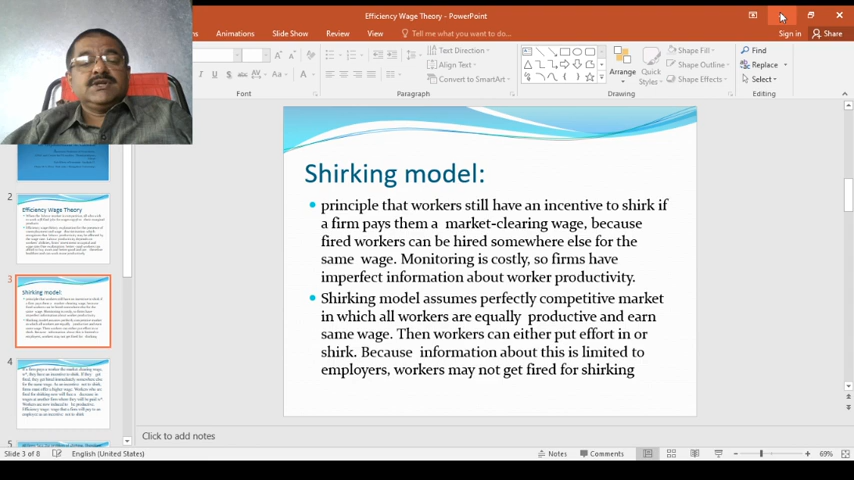 Efficiency Wage Theory - PowerPoint
Sign in
Share
Animations
Slide Show
Review
View
Tell me what you want to do...
Text Direction
Align Text
Convert to SmartArt
Arrange
Quick
Styles
Shape Fill
Shape Outline
Shape Effects
Find
Replace
Select
Font
Paragraph
Drawing
Editing
2
Efficiency Wage Theory
3
Shirking model:
4
5
Shirking model:
principle that workers still have an incentive to shirk if
a firm pays them a market-clearing wage, because
fired workers can be hired somewhere else for the
same wage. Monitoring is costly, so firms have
imperfect information about worker productivity.
Shirking model assumes perfectly competitive market
in which all workers are equally productive and earn
same wage. Then workers can either put effort in or
shirk. Because information about this is limited to
employers, workers may not get fired for shirking
Click to add notes
Slide 3 of 8
English (United States)
Notes
Comments
69%